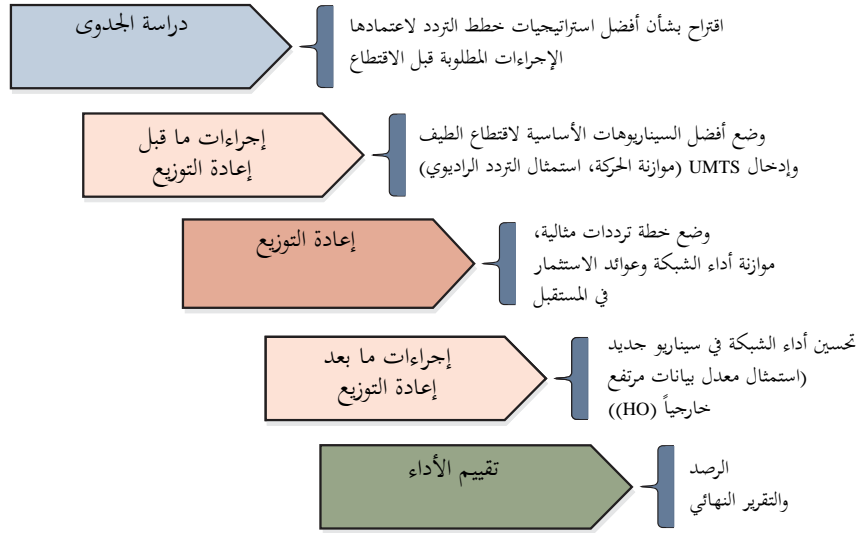 دراسة الجدوى
اقتراح بشأن أفضل استراتيجيات خطط التردد لاعتمادها
الإجراءات المطلوبة قبل الاقتطاع
إجراءات ما قبل
إعادة التوزيع
وضع أفضل السيناريوهات الأساسية لاقتطاع الطيف
وإدخال UMTS (موازنة الحركة، استمثال التردد الراديوي)
إعادة التوزيع
وضع خطة ترددات مثالية،
موازنة أداء الشبكة وعوائد الاستثمار
في المستقبل
إجراءات ما بعد
إعادة التوزيع
تحسين أداء الشبكة في سيناريو جديد
(استمثال معدل بيانات مرتفع
خارجياً (HO))
تقييم الأداء
الرصد
والتقرير النهائي